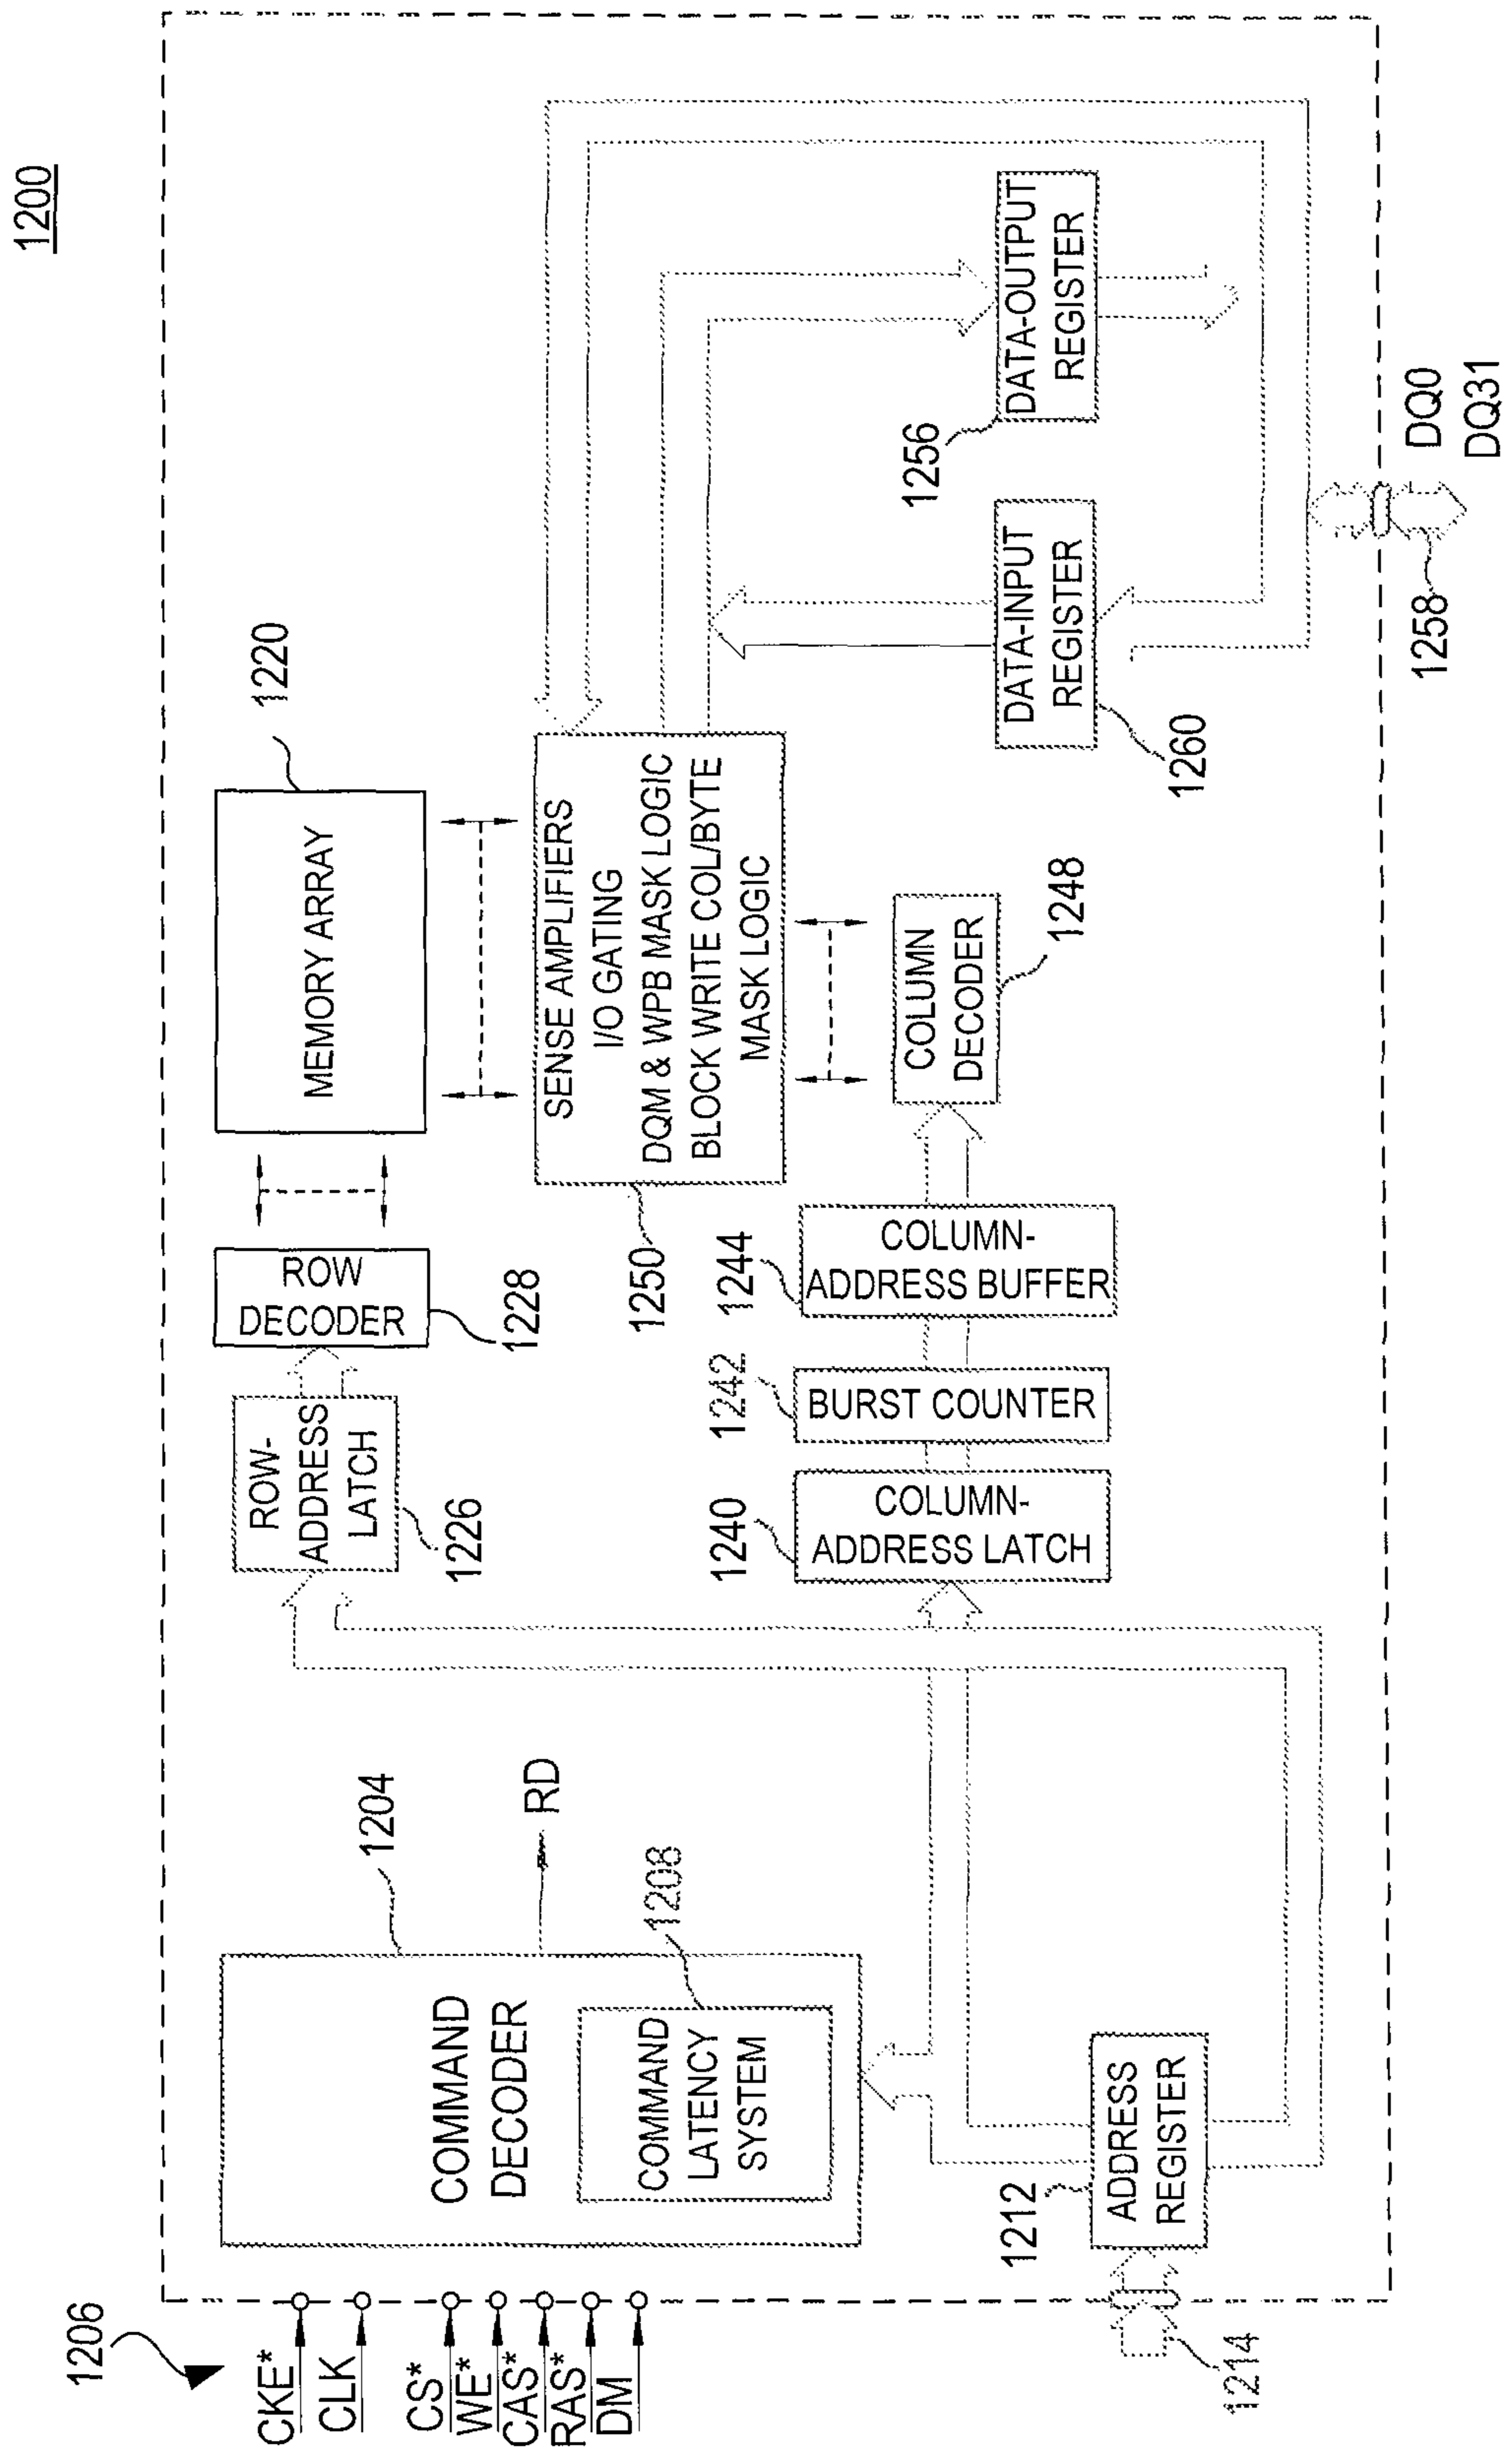 1200
1206
CKE*
CLK
CS*
WE*
CAS*
RAS*
DM
COMMAND
DECODER
1204
RD
COMMAND
LATENCY
SYSTEM
1208
ADDRESS
REGISTER
1212
1214
ROW-
ADDRESS
LATCH
1226
ROW
DECODER
1228
MEMORY ARRAY
1220
SENSE AMPLIFIERS
I/O GATING
DQM & WPB MASK LOGIC
BLOCK WRITE COL/BYTE
MASK LOGIC
1250
COLUMN-
ADDRESS LATCH
1240
BURST COUNTER
1242
COLUMN-
ADDRESS BUFFER
1244
COLUMN
DECODER
1248
DATA-INPUT
REGISTER
1260
DATA-OUTPUT
REGISTER
1256
1258
DQ0
DQ31